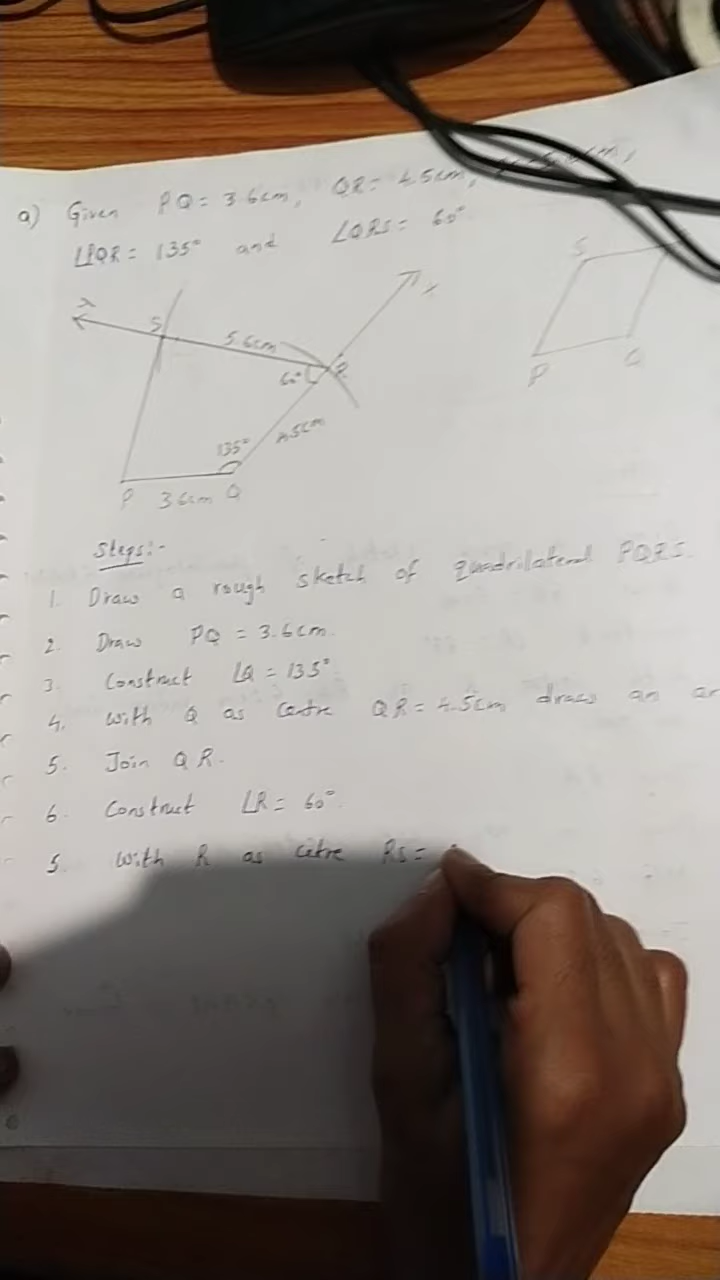 a) Given PQ = 3.6cm, QR = 4.5cm,
∠PQR = 135° and ∠QRS = 60°
S
5.6cm
60°
R
4.5cm
135°
P 3.6cm Q
S
P Q
Steps:-
1. Draw a rough sketch of quadrilateral PQRS.
2. Draw PQ = 3.6cm.
3. Construct ∠Q = 135°.
4. With Q as centre QR = 4.5cm draw an ar
5. Join QR.
6. Construct ∠R = 60°.
5. With R as cetre RS =